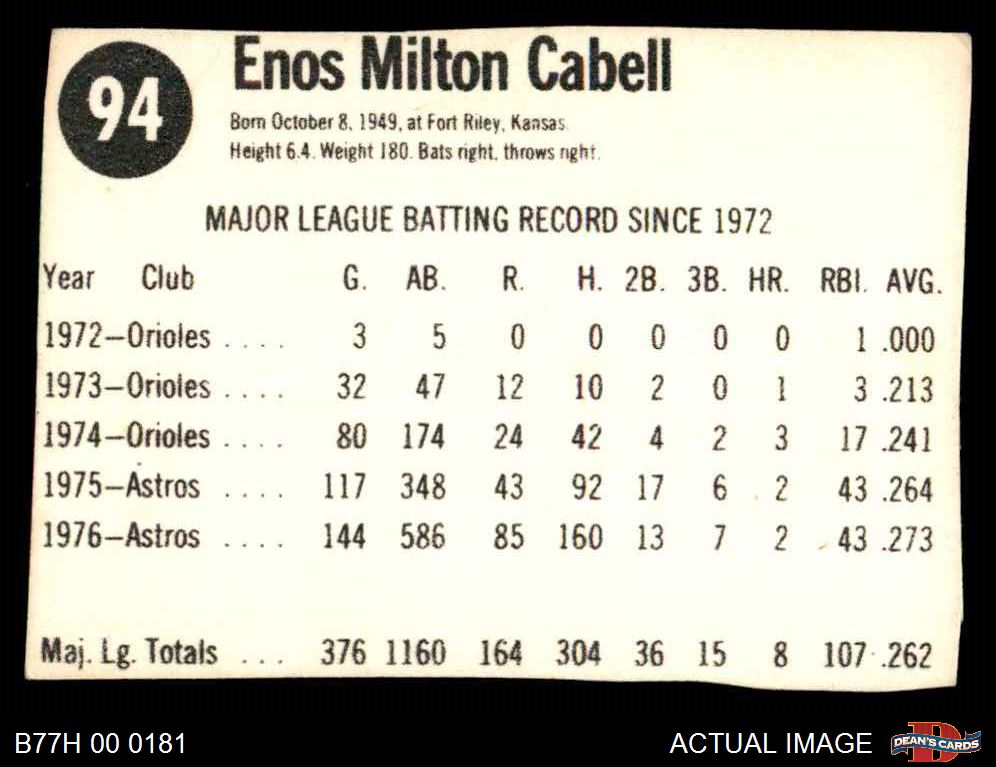 94
Enos Milton Cabell
Born October 8, 1949, at Fort Riley, Kansas.
Height 6.4. Weight 180. Bats right, throws right.
MAJOR LEAGUE BATTING RECORD SINCE 1972
Year Club G. AB. R. H. 2B. 3B. HR. RBI. AVG.
1972—Orioles .... 3 5 0 0 0 0 0 1 .000
1973—Orioles .... 32 47 12 10 2 0 1 3 .213
1974—Orioles .... 80 174 24 42 4 2 3 17 .241
1975—Astros .... 117 348 43 92 17 6 2 43 .264
1976—Astros .... 144 586 85 160 13 7 2 43 .273
Maj. Lg. Totals ... 376 1160 164 304 36 15 8 107 .262
B77H 00 0181
ACTUAL IMAGE
DEAN'S CARDS